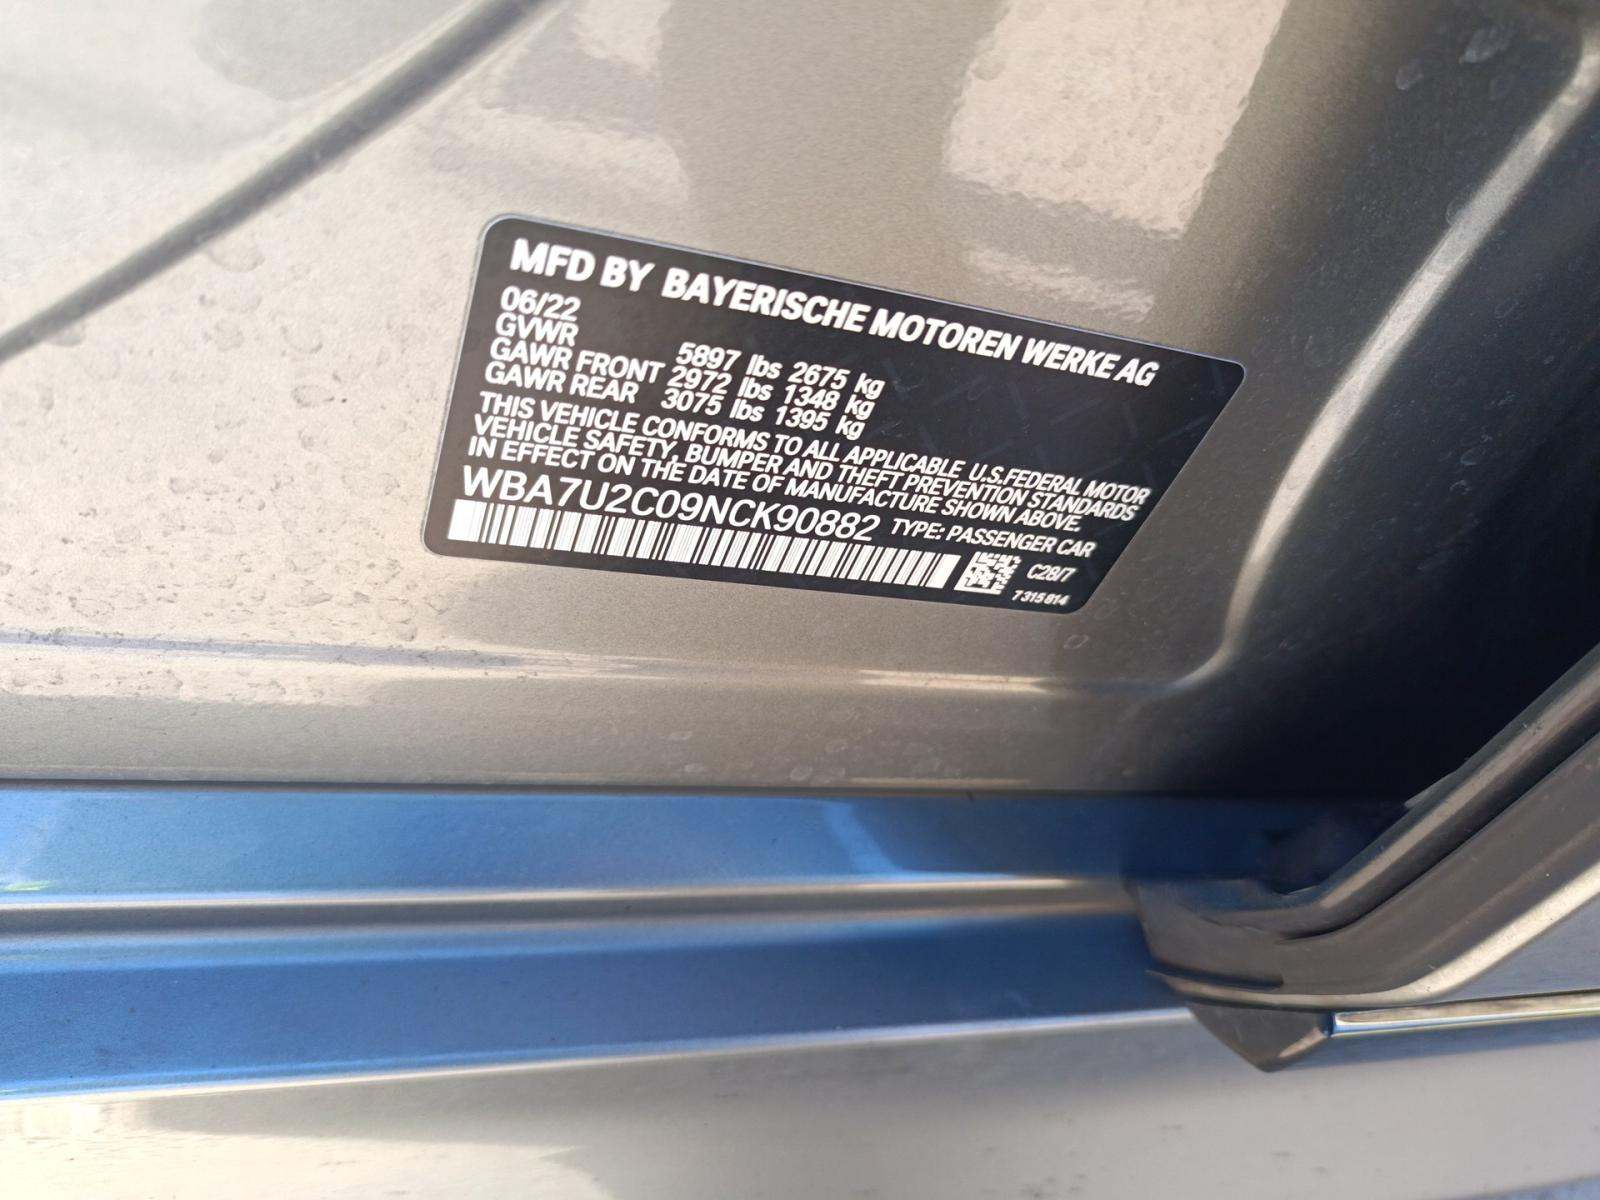 MFD BY BAYERISCHE MOTOREN WERKE AG
06/22
GVWR 5897 lbs 2675 kg
GAWR FRONT 2972 lbs 1348 kg
GAWR REAR 3075 lbs 1395 kg
THIS VEHICLE CONFORMS TO ALL APPLICABLE U.S.FEDERAL MOTOR
VEHICLE SAFETY, BUMPER AND THEFT PREVENTION STANDARDS
IN EFFECT ON THE DATE OF MANUFACTURE SHOWN ABOVE.
WBA7U2C09NCK90882 TYPE: PASSENGER CAR
C28/7
7 315 814